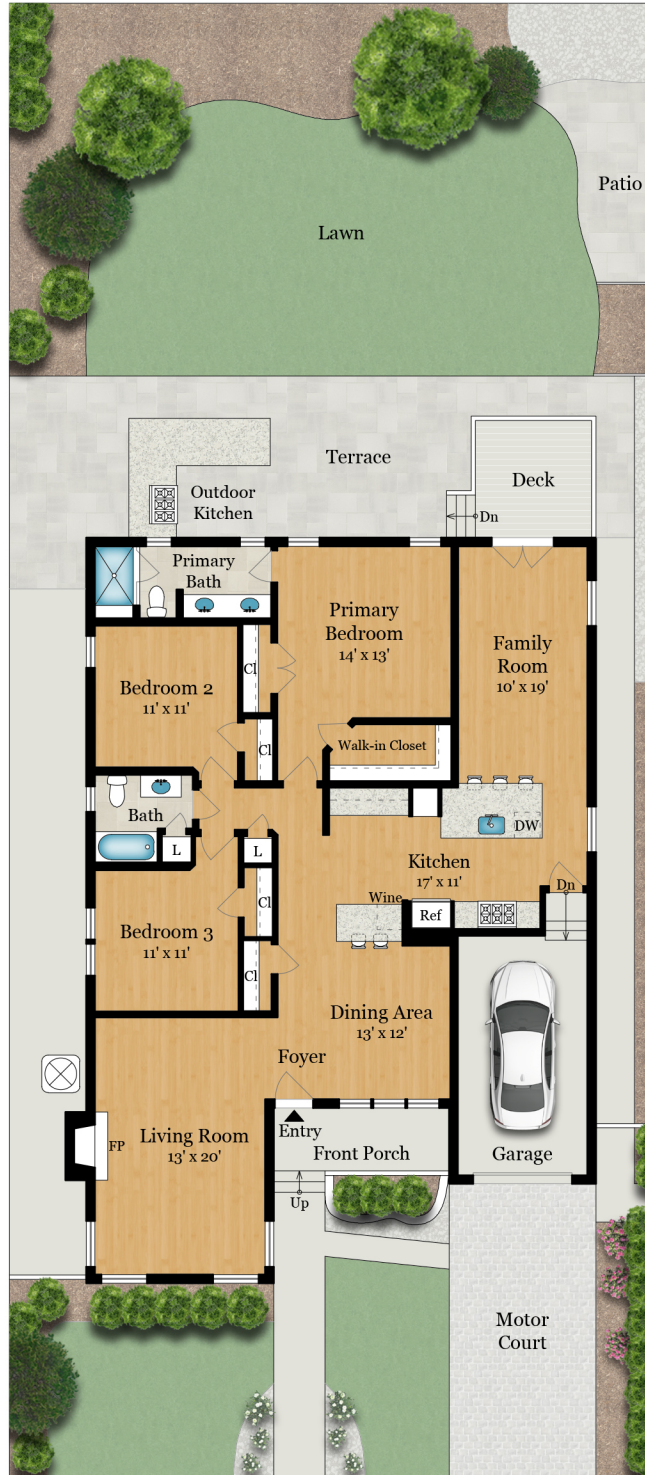 Patio
Lawn
Terrace
Deck
Outdoor
Kitchen
Dn
Primary
Bath
Primary
Bedroom
14' x 13'
Family
Room
10' x 19'
Cl
Bedroom 2
11' x 11'
Cl
Walk-in Closet
Bath
DW
L
L
Kitchen
17' x 11'
Dn
Wine
Ref
Cl
Bedroom 3
11' x 11'
Cl
Dining Area
13' x 12'
Foyer
Living Room
13' x 20'
FP
Entry
Front Porch
Garage
Up
Motor
Court